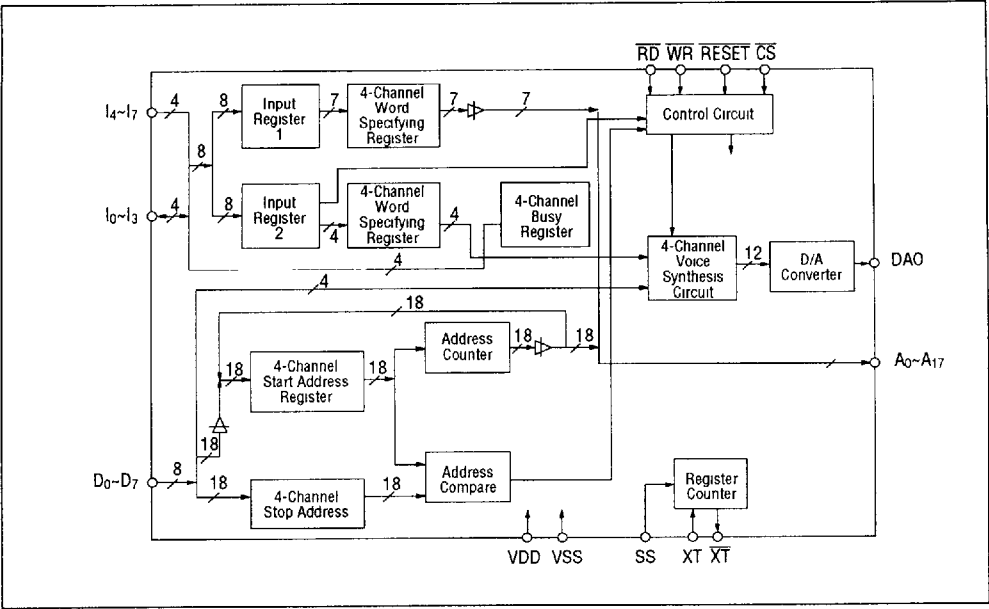 RD WR RESET CS
I4~I7
4
8
Input
Register
1
7
4-Channel
Word
Specifying
Register
7
7
Control Circuit
8
I0~I3
4
8
Input
Register
2
4
4-Channel
Word
Specifying
Register
4
4-Channel
Busy
Register
4
4-Channel
Voice
Synthesis
Circuit
12
D/A
Converter
DAO
4
18
18
4-Channel
Start Address
Register
18
Address
Counter
18
18
A0~A17
18
D0~D7
8
18
4-Channel
Stop Address
18
Address
Compare
Register
Counter
VDD VSS SS XT XT